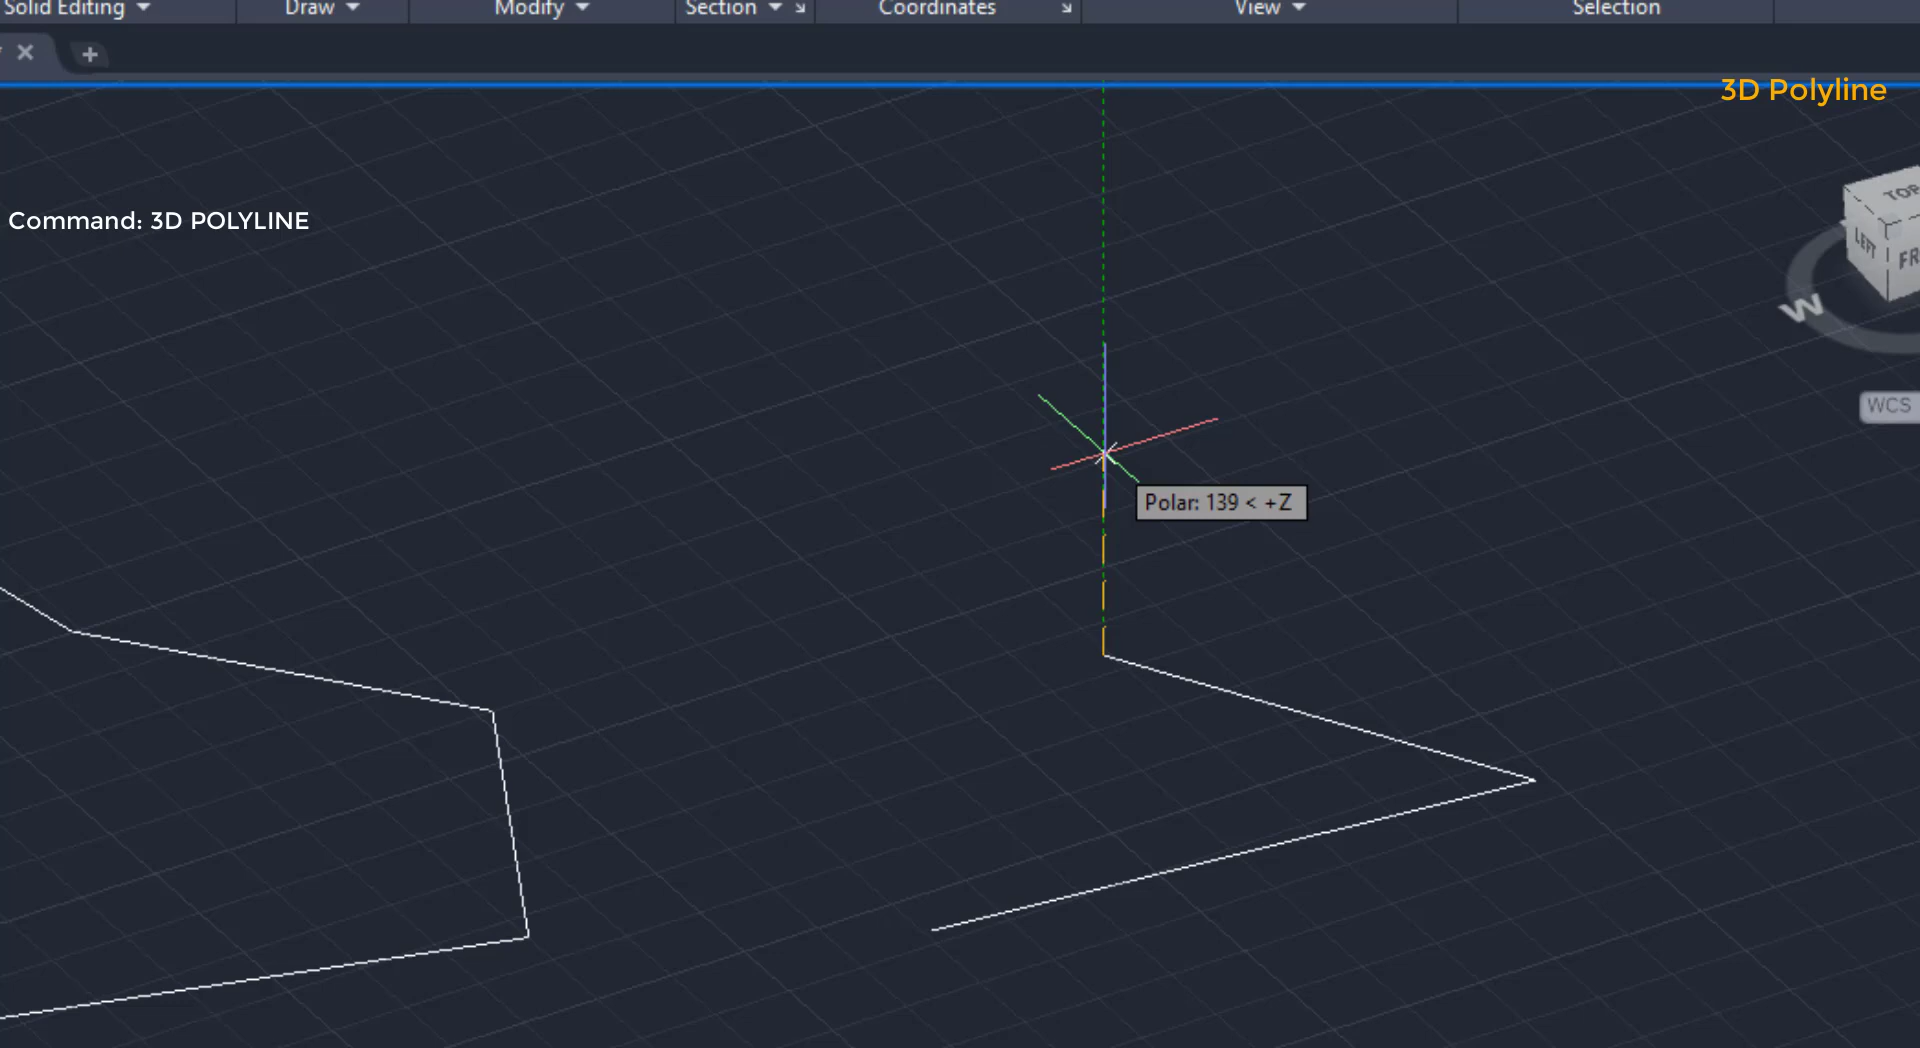 Solid Editing Draw Modify Section Coordinates View Selection
3D Polyline
TOP
LEFT
FR
Command: 3D POLYLINE
W
WCS
Polar: 139 < +Z